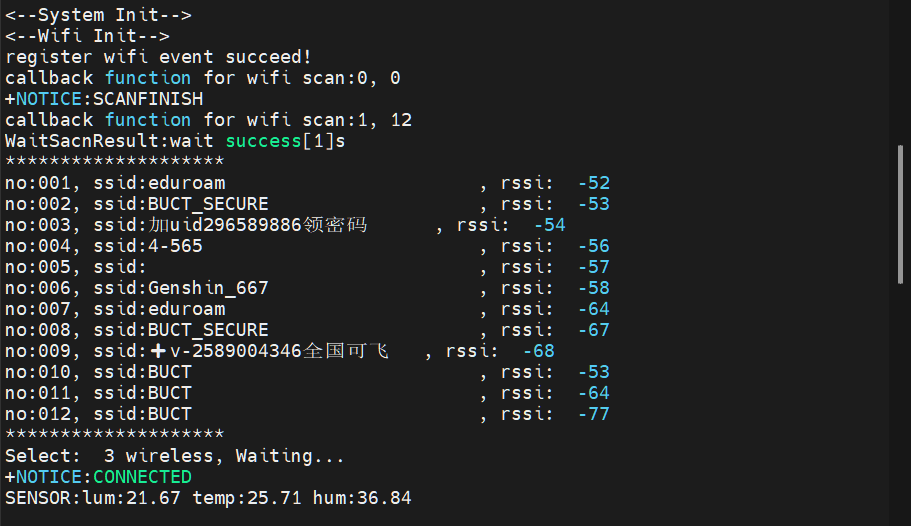 <--System Init-->
<--Wifi Init-->
register wifi event succeed!
callback function for wifi scan:0, 0
+NOTICE:SCANFINISH
callback function for wifi scan:1, 12
WaitSacnResult:wait success[1]s
********************
no:001, ssid:eduroam , rssi: -52
no:002, ssid:BUCT_SECURE , rssi: -53
no:003, ssid:加uid296589886领密码 , rssi: -54
no:004, ssid:4-565 , rssi: -56
no:005, ssid: , rssi: -57
no:006, ssid:Genshin_667 , rssi: -58
no:007, ssid:eduroam , rssi: -64
no:008, ssid:BUCT_SECURE , rssi: -67
no:009, ssid:➕v-2589004346全国可飞 , rssi: -68
no:010, ssid:BUCT , rssi: -53
no:011, ssid:BUCT , rssi: -64
no:012, ssid:BUCT , rssi: -77
********************
Select: 3 wireless, Waiting...
+NOTICE:CONNECTED
SENSOR:lum:21.67 temp:25.71 hum:36.84